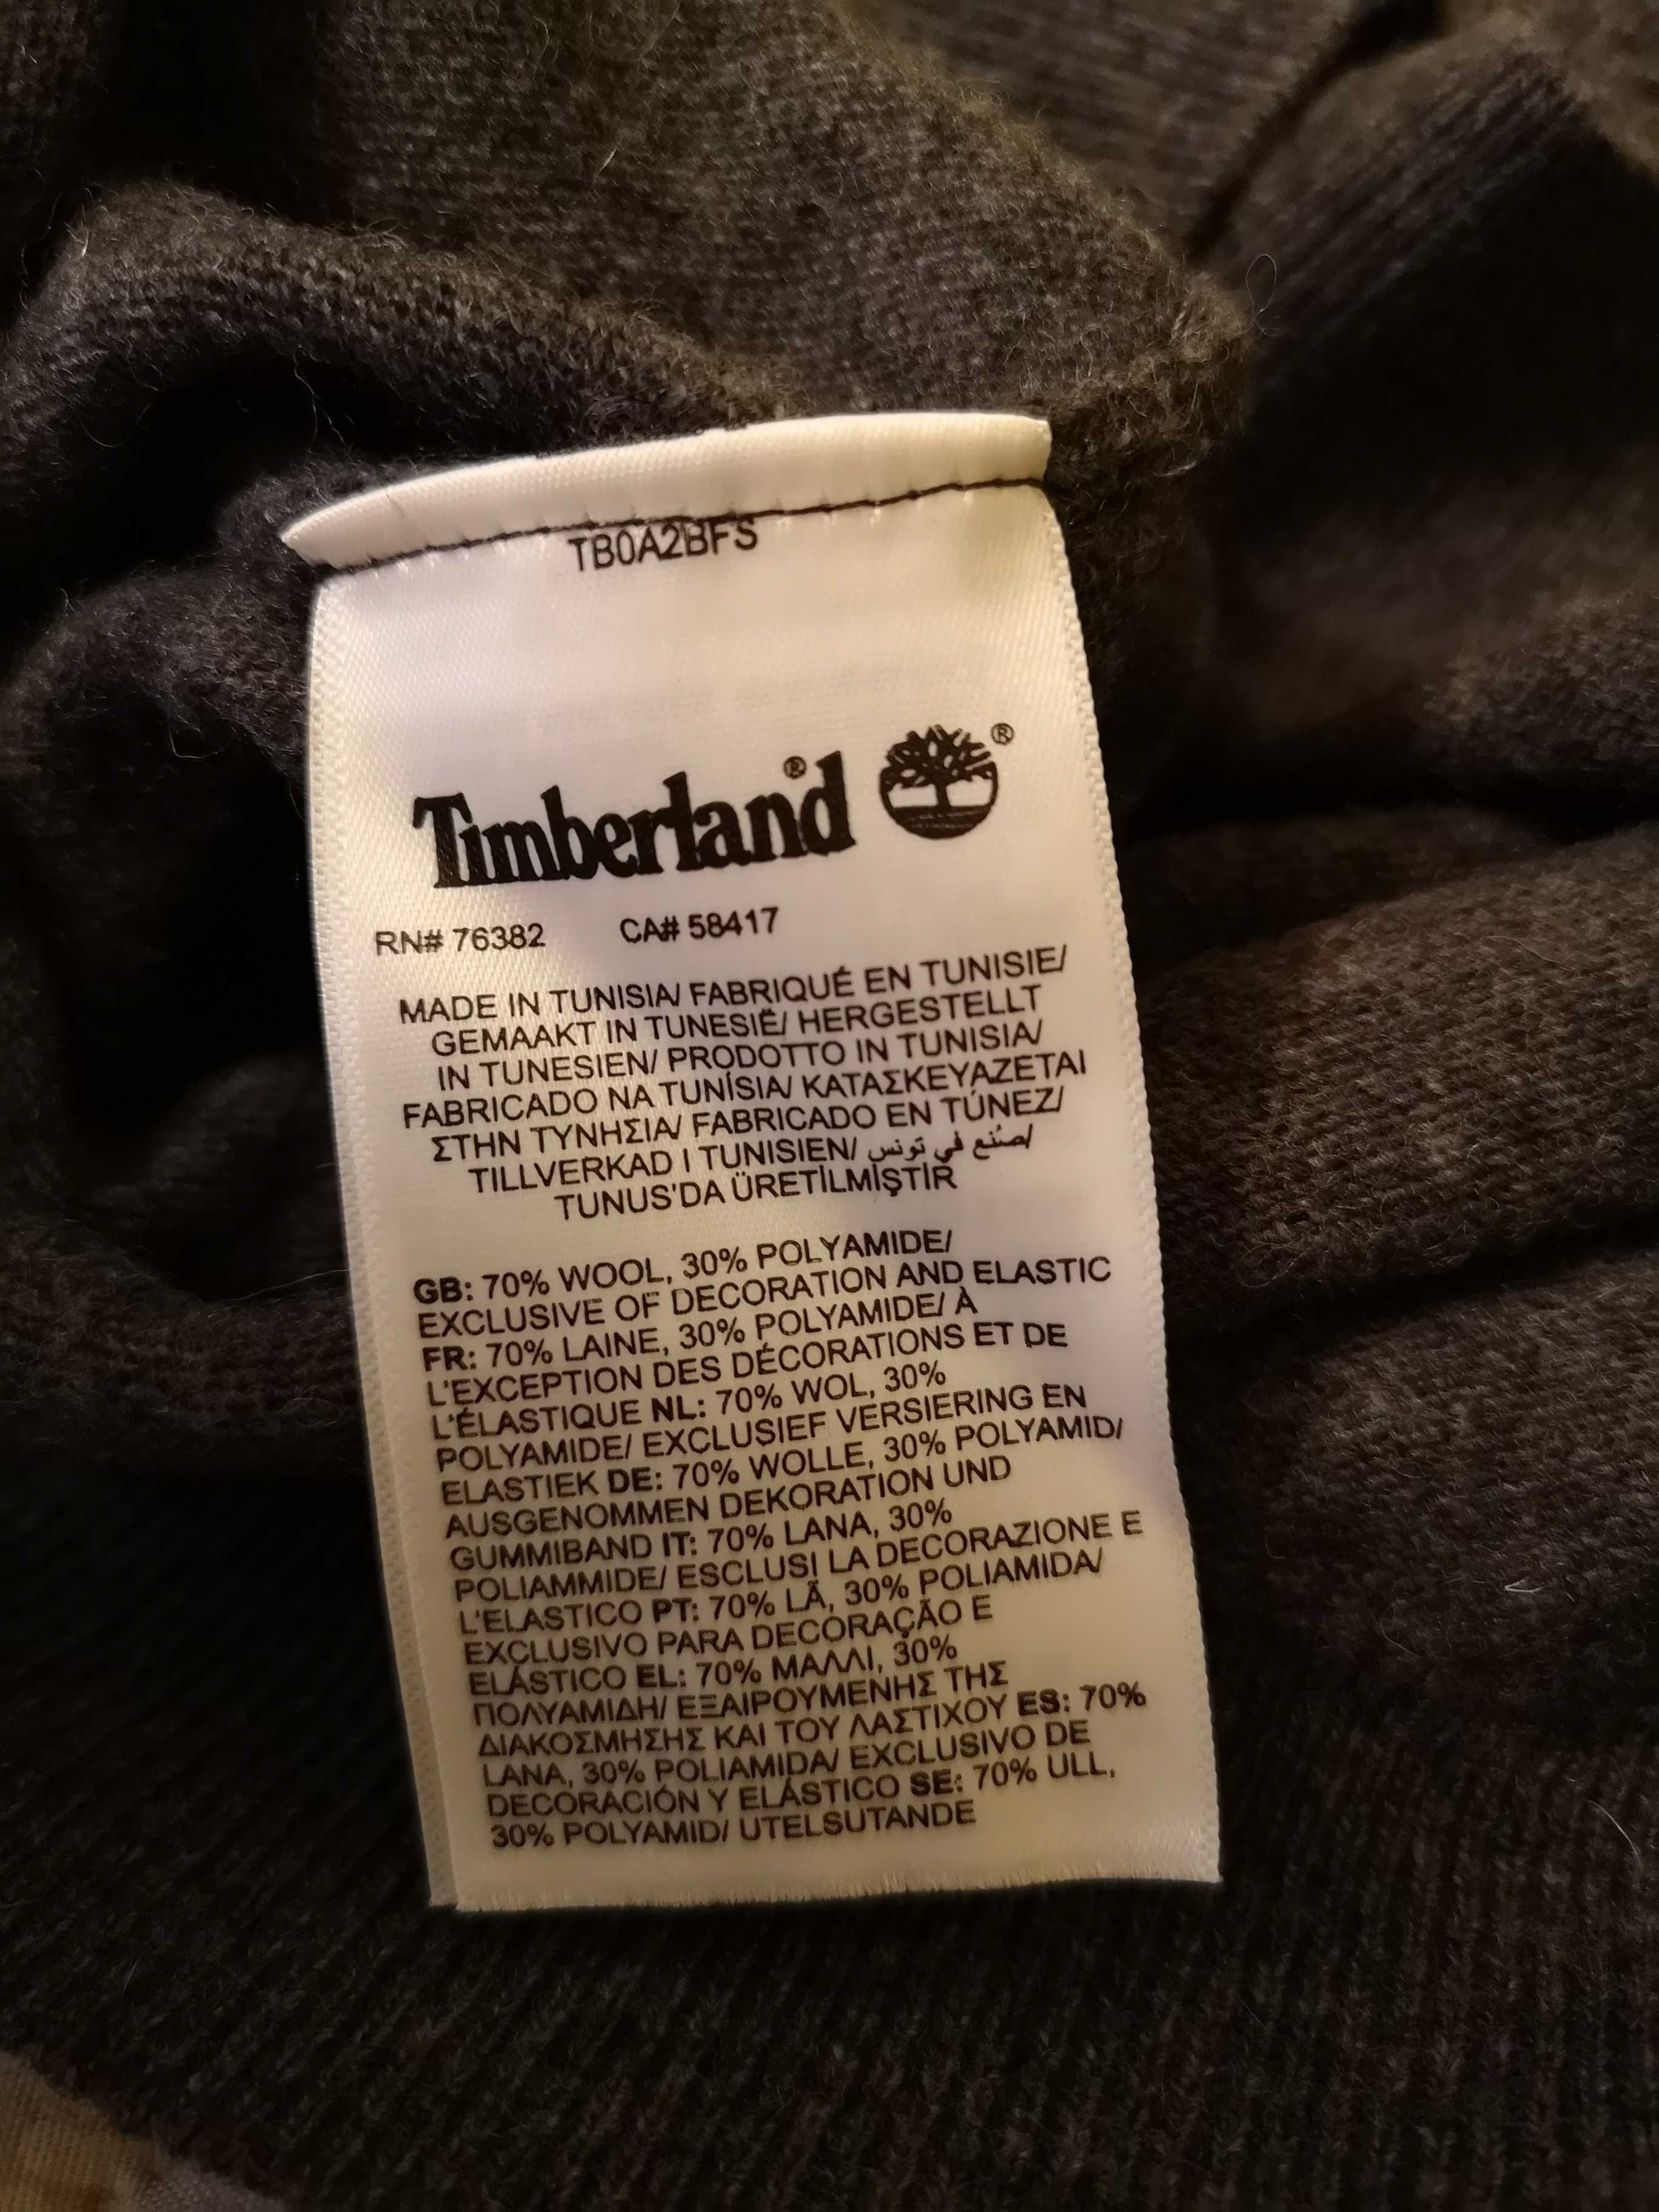 TB0A2BFS
Timberland® ®
RN# 76382 CA# 58417
MADE IN TUNISIA/ FABRIQUÉ EN TUNISIE/
GEMAAKT IN TUNESIË/ HERGESTELLT
IN TUNESIEN/ PRODOTTO IN TUNISIA/
FABRICADO NA TUNÍSIA/ ΚΑΤΑΣΚΕΥΑΖΕΤΑΙ
ΣΤΗΝ ΤΥΝΗΣΙΑ/ FABRICADO EN TÚNEZ/
TILLVERKAD I TUNISIEN/ صُنع في تونس/
TUNUS'DA ÜRETİLMİŞTİR
GB: 70% WOOL, 30% POLYAMIDE/
EXCLUSIVE OF DECORATION AND ELASTIC
FR: 70% LAINE, 30% POLYAMIDE/ À
L'EXCEPTION DES DÉCORATIONS ET DE
L'ÉLASTIQUE NL: 70% WOL, 30%
POLYAMIDE/ EXCLUSIEF VERSIERING EN
ELASTIEK DE: 70% WOLLE, 30% POLYAMID/
AUSGENOMMEN DEKORATION UND
GUMMIBAND IT: 70% LANA, 30%
POLIAMMIDE/ ESCLUSI LA DECORAZIONE E
L'ELASTICO PT: 70% LÃ, 30% POLIAMIDA/
EXCLUSIVO PARA DECORAÇÃO E
ELÁSTICO EL: 70% ΜΑΛΛΙ, 30%
ΠΟΛΥΑΜΙΔΗ/ ΕΞΑΙΡΟΥΜΕΝΗΣ ΤΗΣ
ΔΙΑΚΟΣΜΗΣΗΣ ΚΑΙ ΤΟΥ ΛΑΣΤΙΧΟΥ ES: 70%
LANA, 30% POLIAMIDA/ EXCLUSIVO DE
DECORACIÓN Y ELÁSTICO SE: 70% ULL,
30% POLYAMID/ UTELSUTANDE